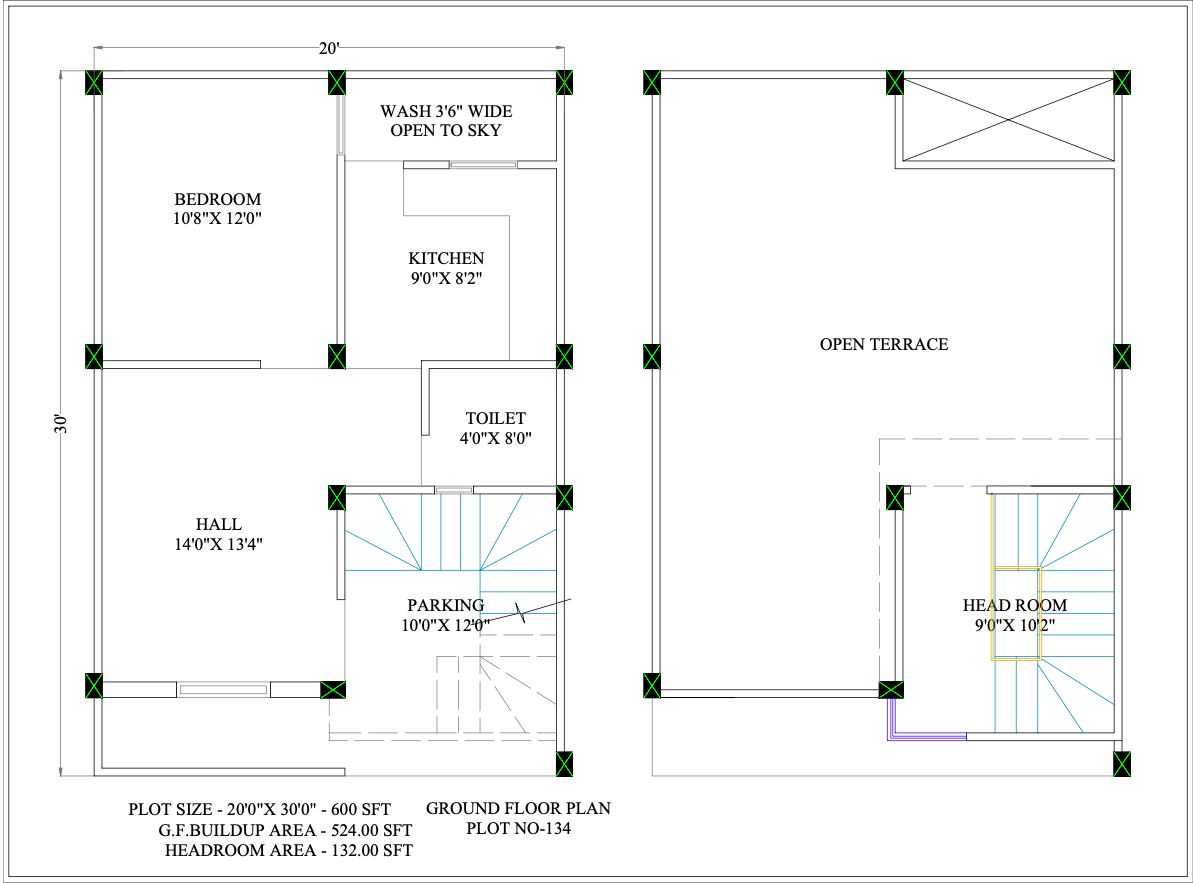 20'
WASH 3'6" WIDE
OPEN TO SKY
BEDROOM
10'8"X 12'0"
KITCHEN
9'0"X 8'2"
30'
TOILET
4'0"X 8'0"
HALL
14'0"X 13'4"
PARKING
10'0"X 12'0"
OPEN TERRACE
HEAD ROOM
9'0"X 10'2"
PLOT SIZE - 20'0"X 30'0" - 600 SFT
G.F.BUILDUP AREA - 524.00 SFT
HEADROOM AREA - 132.00 SFT
GROUND FLOOR PLAN
PLOT NO-134